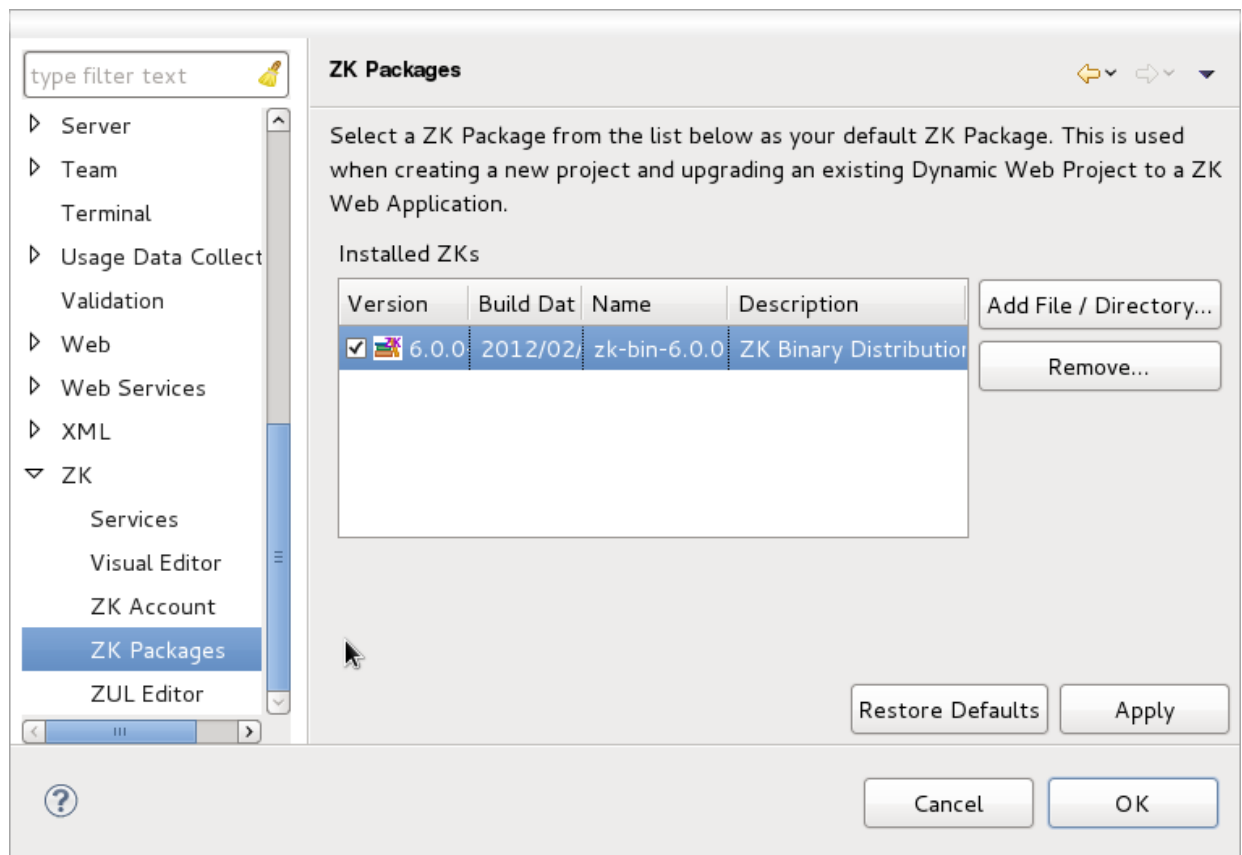 type filter text
Server
Team
Terminal
Usage Data Collect
Validation
Web
Web Services
XML
ZK
Services
Visual Editor
ZK Account
ZK Packages
ZUL Editor
ZK Packages
Select a ZK Package from the list below as your default ZK Package. This is used
when creating a new project and upgrading an existing Dynamic Web Project to a ZK
Web Application.
Installed ZKs
Version Build Dat Name Description
6.0.0 2012/02/ zk-bin-6.0.0 ZK Binary Distribution
Add File / Directory...
Remove...
Restore Defaults Apply
? Cancel OK